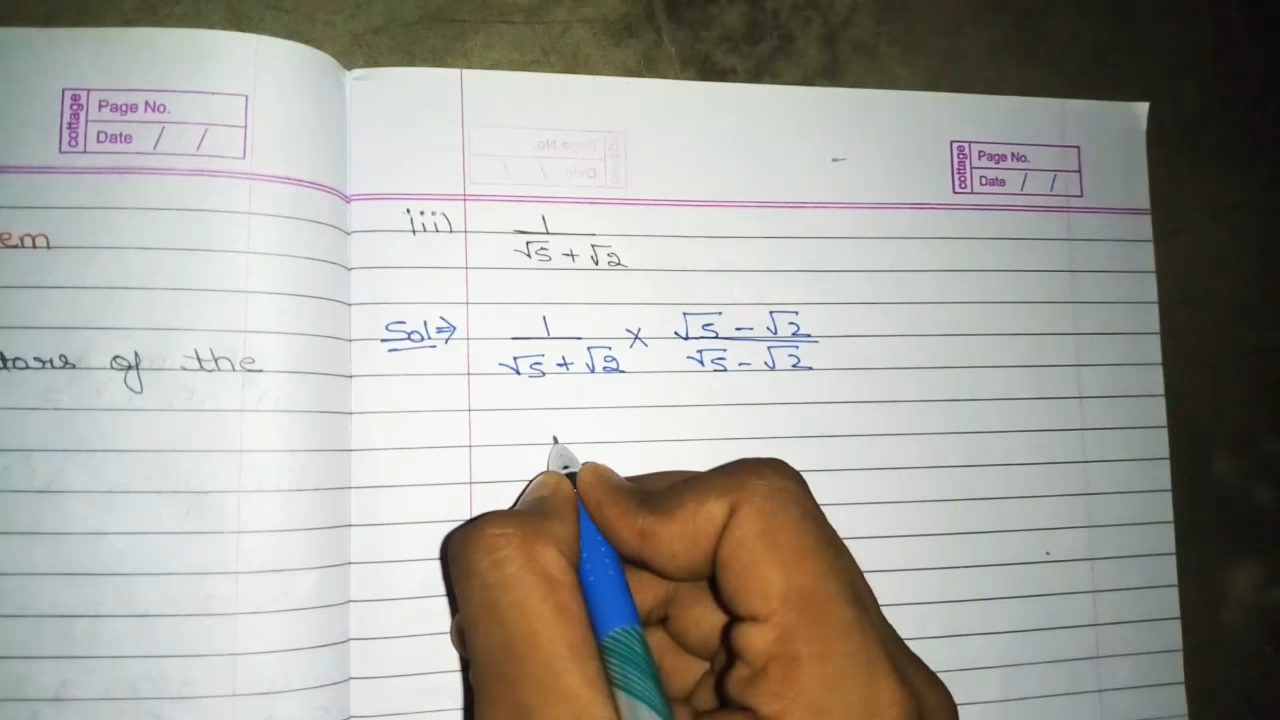 cottage
Page No.
Date / /
em
tors of the
cottage
Page No.
Date / /
iii) 1
√5 + √2
Sol⇒ 1 × √5 - √2
√5 + √2 √5 - √2